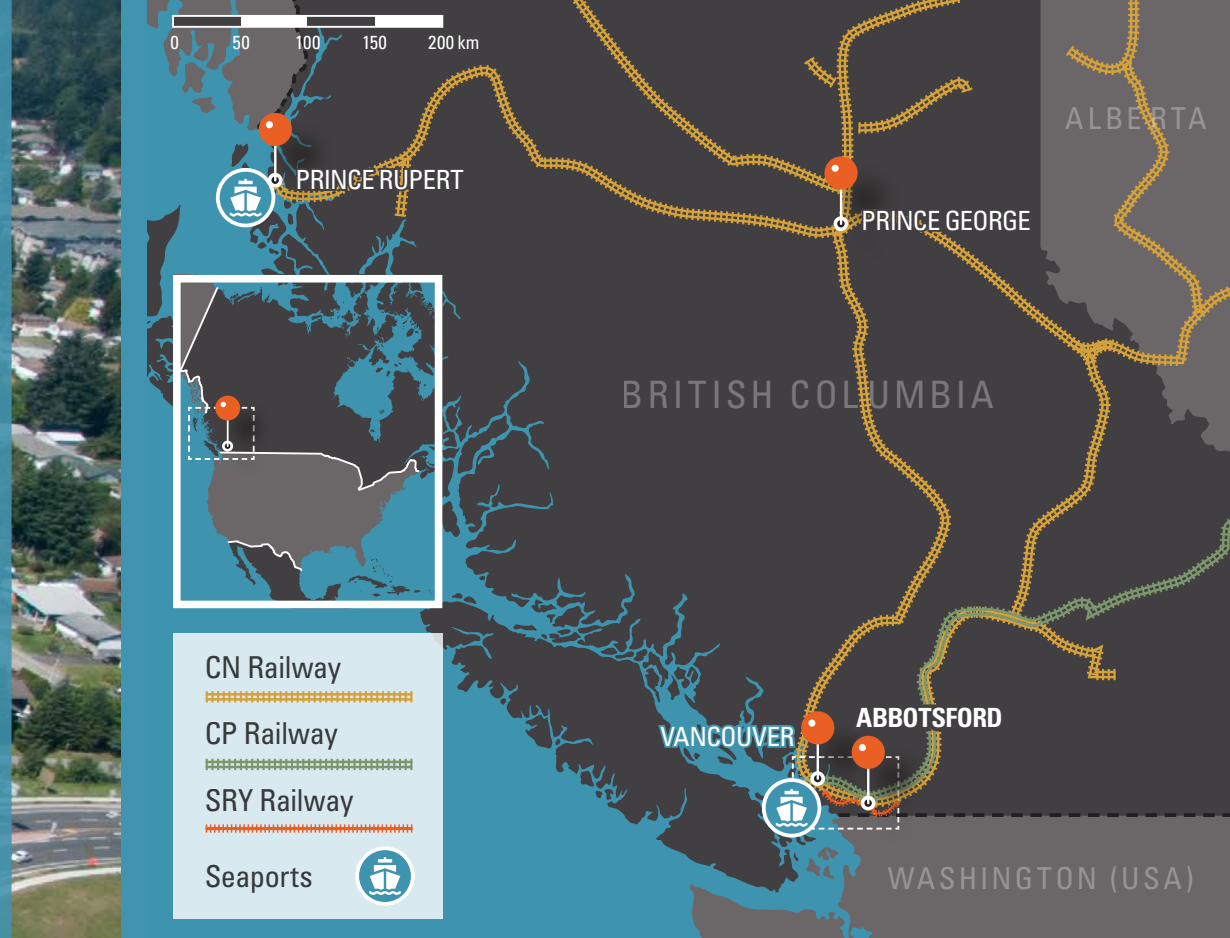 0 50 100 150 200 km
ALBERTA
PRINCE RUPERT
PRINCE GEORGE
BRITISH COLUMBIA
CN Railway
CP Railway
SRY Railway
Seaports
VANCOUVER
ABBOTSFORD
WASHINGTON (USA)